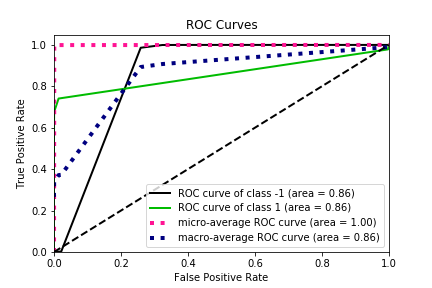 ROC Curves
True Positive Rate
1.0
0.8
0.6
0.4
0.2
0.0
ROC curve of class -1 (area = 0.86)
ROC curve of class 1 (area = 0.86)
micro-average ROC curve (area = 1.00)
macro-average ROC curve (area = 0.86)
0.0 0.2 0.4 0.6 0.8 1.0
False Positive Rate